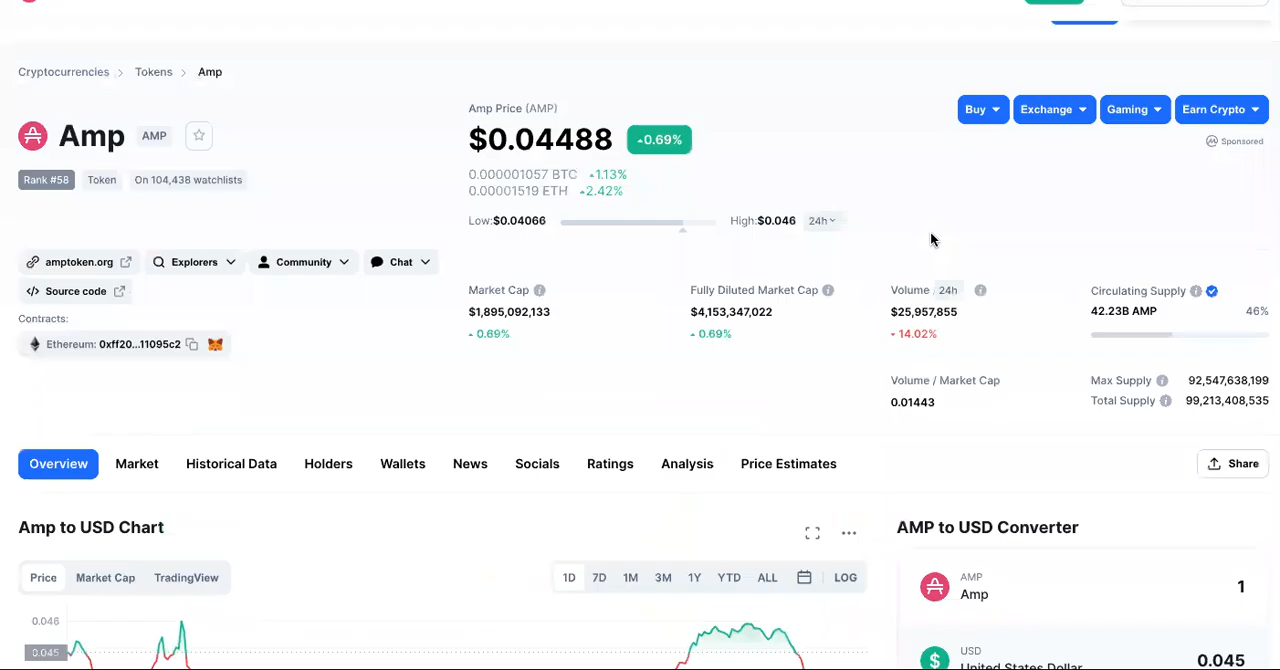 Cryptocurrencies > Tokens > Amp
Amp AMP
Rank #58 Token On 104,438 watchlists
amptoken.org Explorers Community Chat
Source code
Contracts:
Ethereum: 0xff20...11095c2
Amp Price (AMP)
$0.04488 0.69%
0.000001057 BTC 1.13%
0.00001519 ETH 2.42%
Low:$0.04066 High:$0.046 24h
Buy Exchange Gaming Earn Crypto
Sponsored
Market Cap
$1,895,092,133
0.69%
Fully Diluted Market Cap
$4,153,347,022
0.69%
Volume / 24h
$25,957,855
14.02%
Volume / Market Cap
0.01443
Circulating Supply
42.23B AMP 46%
Max Supply 92,547,638,199
Total Supply 99,213,408,535
Overview Market Historical Data Holders Wallets News Socials Ratings Analysis Price Estimates Share
Amp to USD Chart
Price Market Cap TradingView 1D 7D 1M 3M 1Y YTD ALL LOG
0.046
0.045
AMP to USD Converter
AMP
Amp 1
USD
United States Dollar 0.045